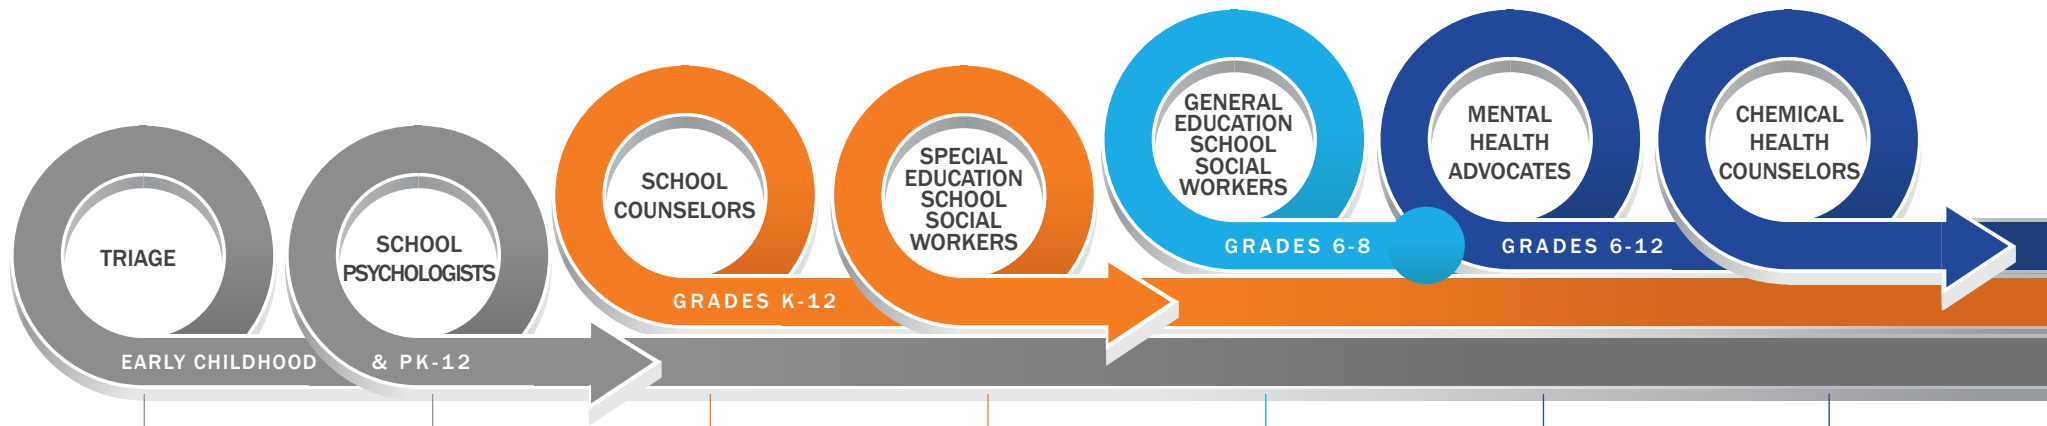 TRIAGE
SCHOOL
PSYCHOLOGISTS
EARLY CHILDHOOD & PK-12
SCHOOL
COUNSELORS
SPECIAL
EDUCATION
SCHOOL
SOCIAL
WORKERS
GRADES K-12
GENERAL
EDUCATION
SCHOOL
SOCIAL
WORKERS
GRADES 6-8
MENTAL
HEALTH
ADVOCATES
CHEMICAL
HEALTH
COUNSELORS
GRADES 6-12